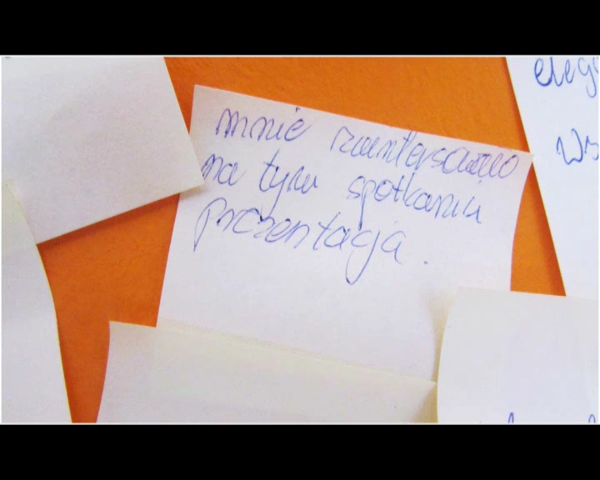 mnie zainteresowało
na tym spotkaniu
prezentacja.